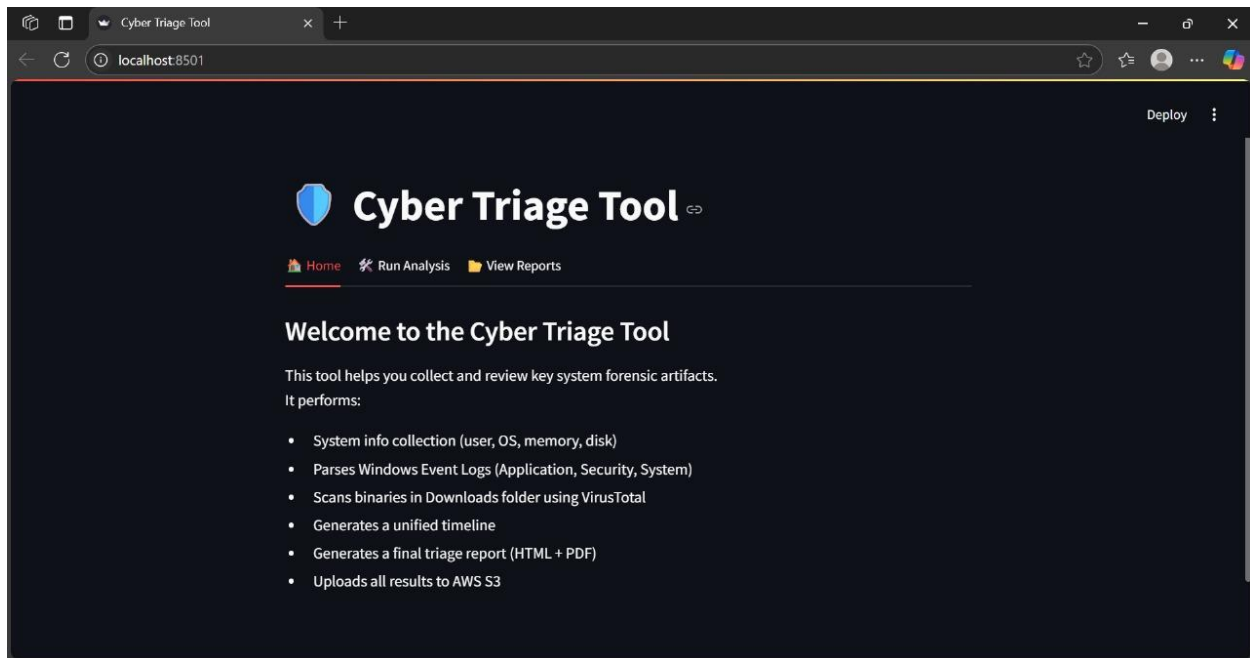 Cyber Triage Tool
localhost:8501
Deploy
Cyber Triage Tool
Home
Run Analysis
View Reports
Welcome to the Cyber Triage Tool
This tool helps you collect and review key system forensic artifacts.
It performs:
• System info collection (user, OS, memory, disk)
• Parses Windows Event Logs (Application, Security, System)
• Scans binaries in Downloads folder using VirusTotal
• Generates a unified timeline
• Generates a final triage report (HTML + PDF)
• Uploads all results to AWS S3